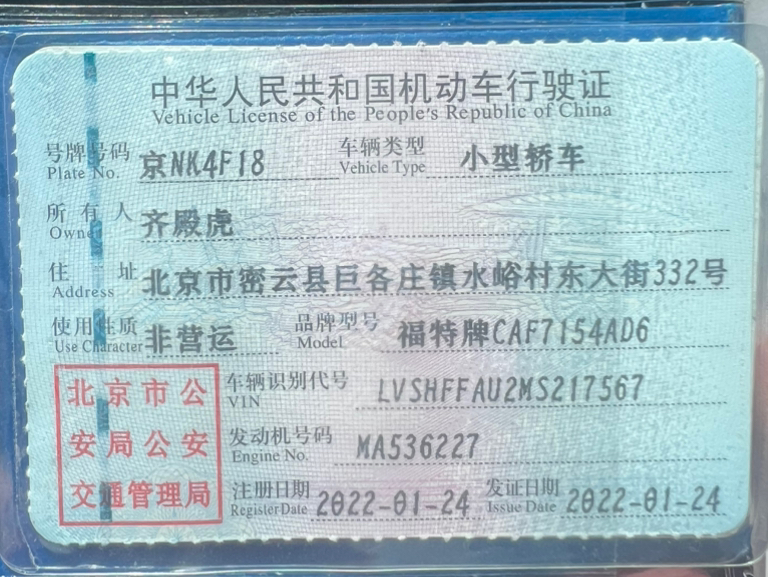 中华人民共和国机动车行驶证
Vehicle License of the People's Republic of China
号牌号码 京NK4F18 车辆类型 小型轿车
Plate No. Vehicle Type
所有人 齐殿虎
Owner
住址 北京市密云县巨各庄镇水峪村东大街332号
Address
使用性质 非营运 品牌型号 福特牌CAF7154AD6
Use Character Model
北京市公安局公安交通管理局
车辆识别代号 LVSHFFAU2MS217567
VIN
发动机号码 MA536227
Engine No.
注册日期 2022-01-24 发证日期 2022-01-24
Register Date Issue Date